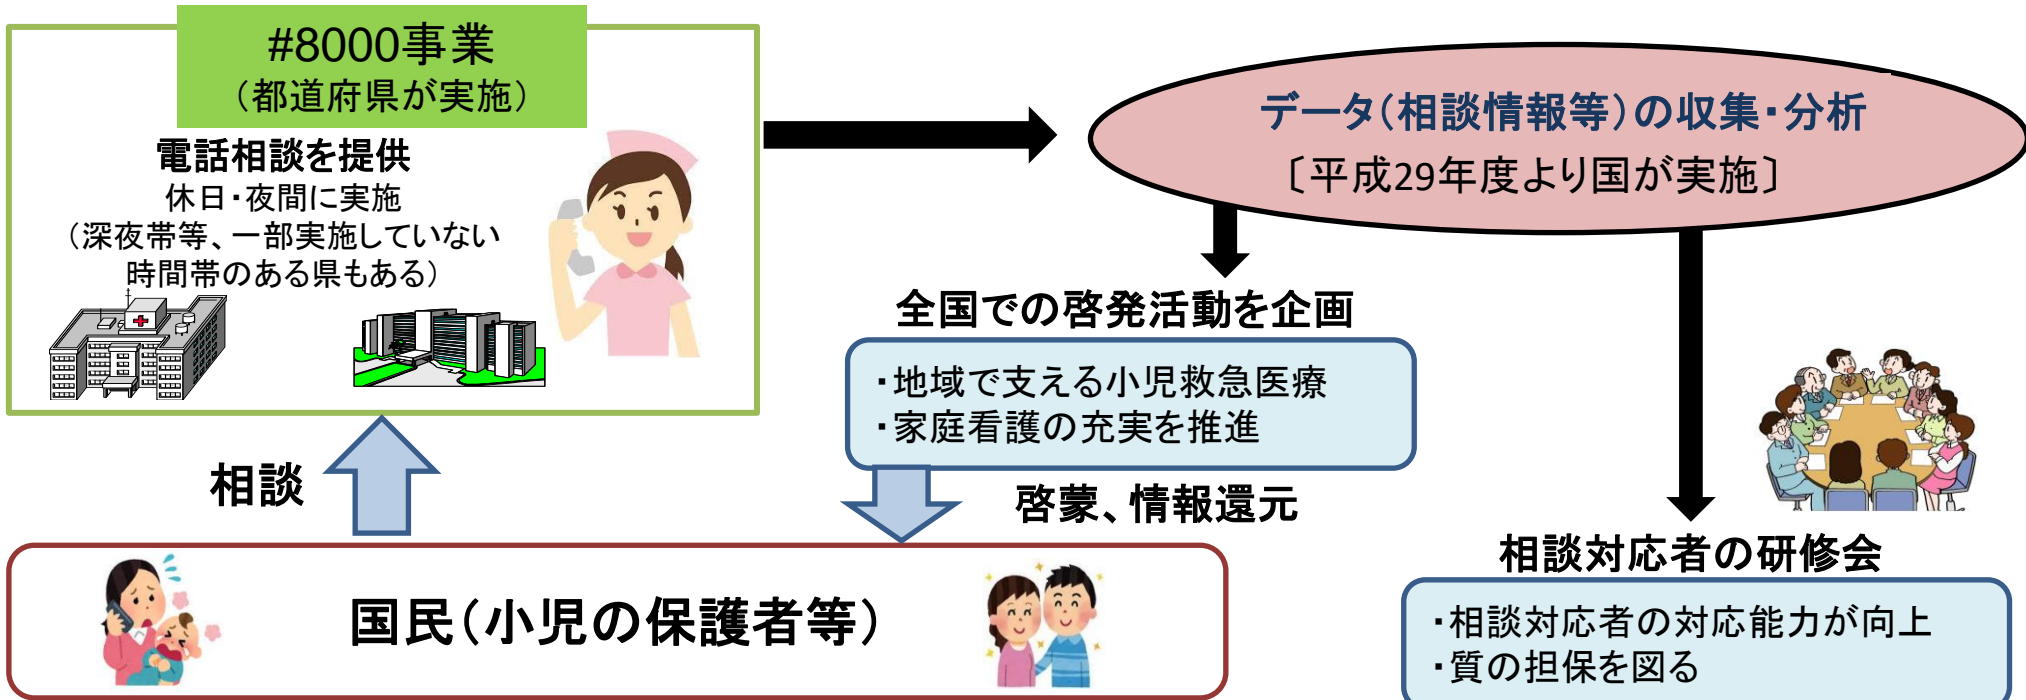 #8000事業
（都道府県が実施）
電話相談を提供
休日・夜間に実施
（深夜帯等、一部実施していない
時間帯のある県もある）
データ（相談情報等）の収集・分析
〔平成29年度より国が実施〕
全国での啓発活動を企画
・地域で支える小児救急医療
・家庭看護の充実を推進
相談
啓蒙、情報還元
国民（小児の保護者等）
相談対応者の研修会
・相談対応者の対応能力が向上
・質の担保を図る